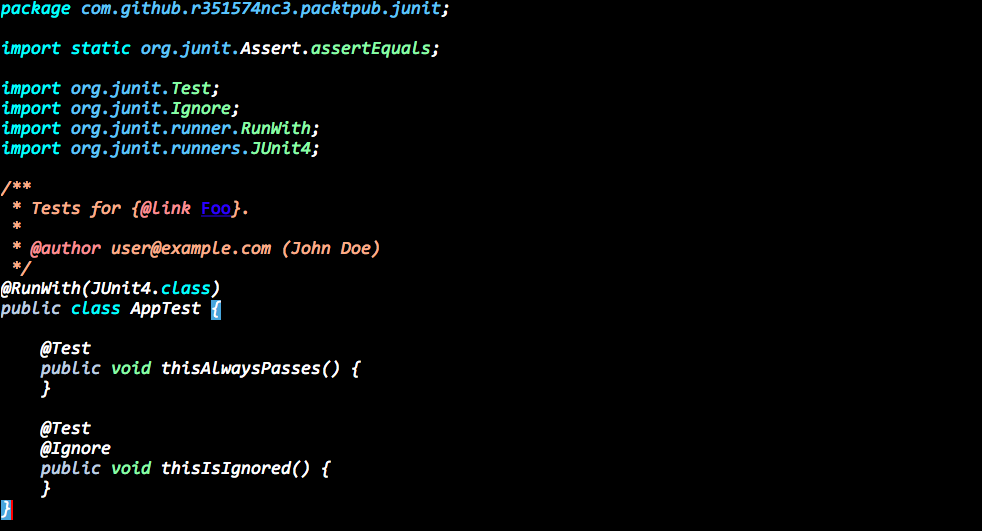 package com.github.r351574nc3.packtpub.junit;

import static org.junit.Assert.assertEquals;

import org.junit.Test;
import org.junit.Ignore;
import org.junit.runner.RunWith;
import org.junit.runners.JUnit4;

/**
 * Tests for {@link Foo}.
 *
 * @author user@example.com (John Doe)
 */
@RunWith(JUnit4.class)
public class AppTest {

    @Test
    public void thisAlwaysPasses() {
    }

    @Test
    @Ignore
    public void thisIsIgnored() {
    }
}